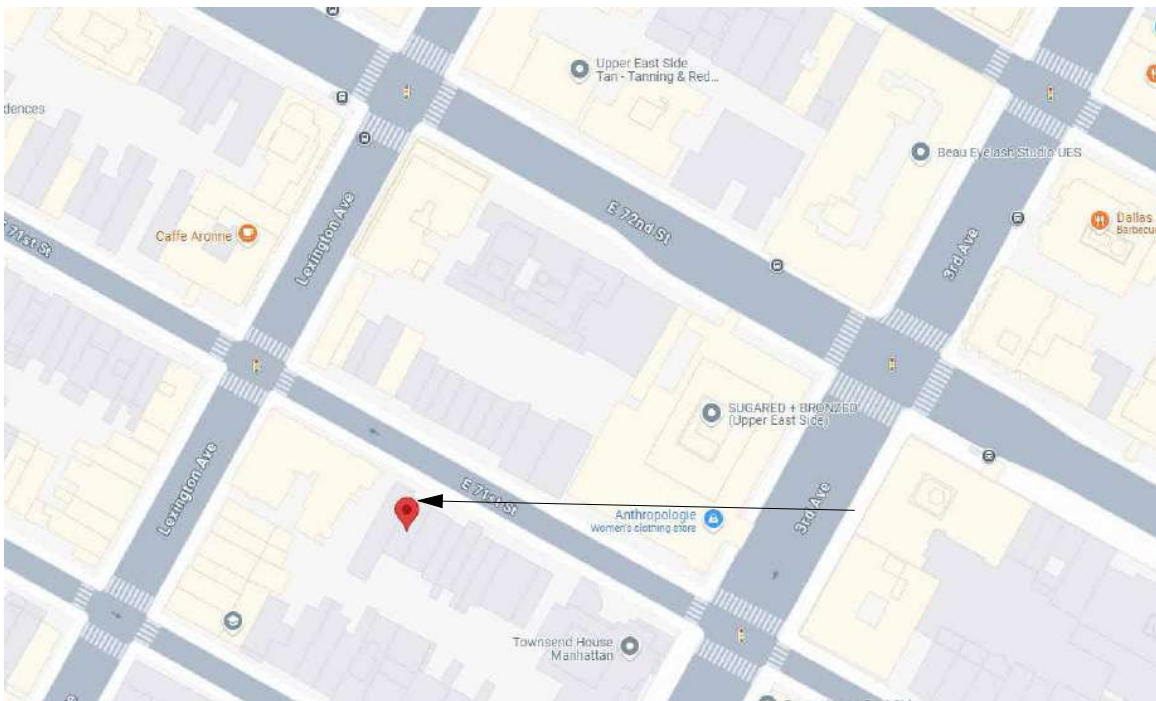 Upper East Side
Tan - Tanning & Red...
dences
Beau Eyelash Studio UES
E 72nd St
Dallas
Barbecue
E 71st St
Caffe Aronne
Lexington Ave
3rd Ave
SUGARED + BRONZED
(Upper East Side)
Lexington Ave
E 71st St
Anthropologie
Women's clothing store
3rd Ave
Townsend House
Manhattan